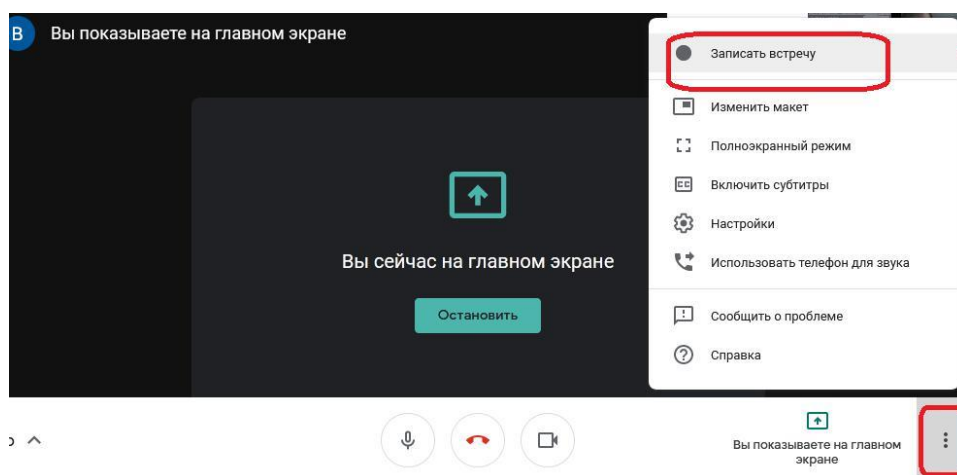 В
Вы показываете на главном экране
Записать встречу
Изменить макет
Полноэкранный режим
Включить субтитры
Настройки
Использовать телефон для звука
Сообщить о проблеме
Справка
Вы сейчас на главном экране
Остановить
Вы показываете на главном
экране